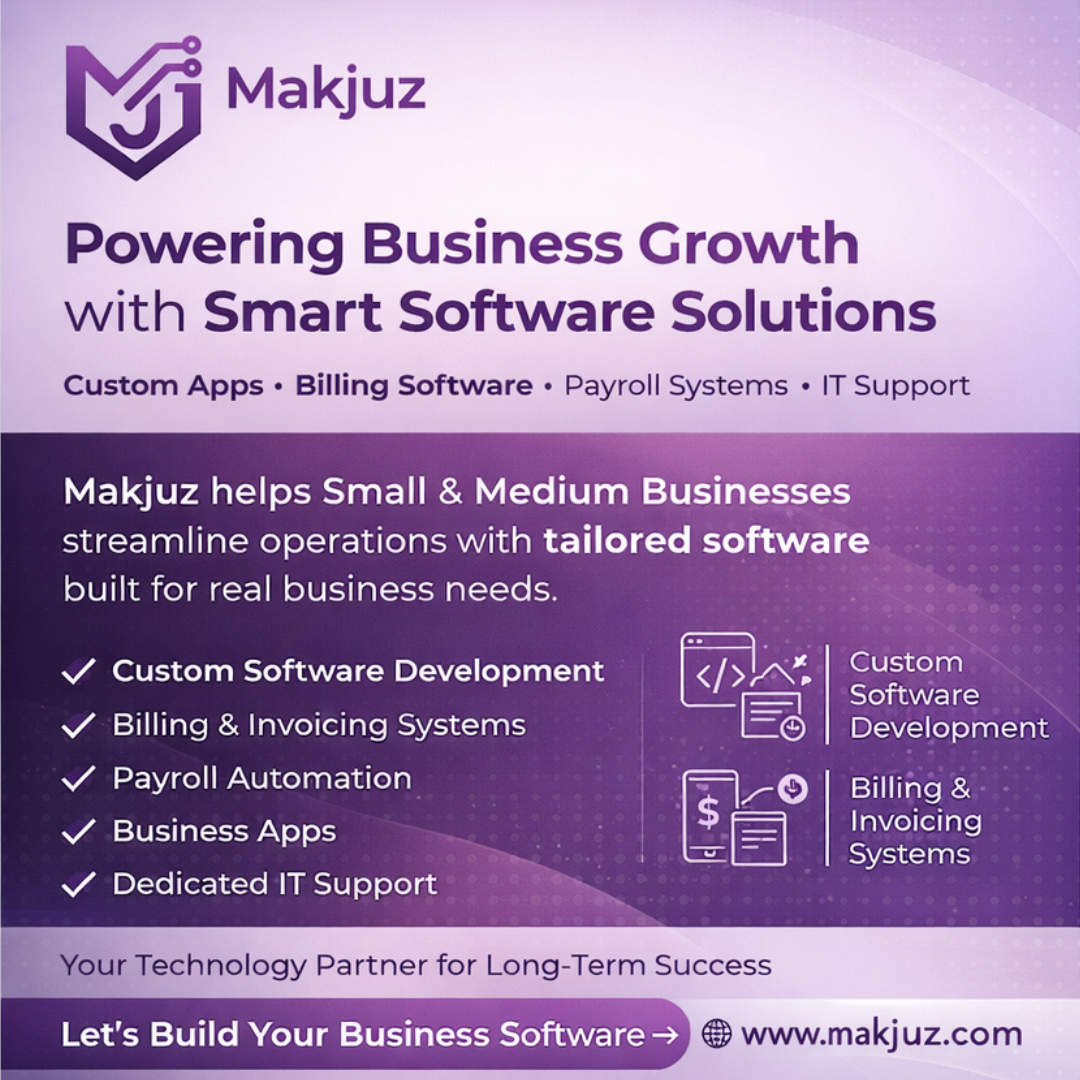 Makjuz
Powering Business Growth
with Smart Software Solutions
Custom Apps • Billing Software • Payroll Systems • IT Support
Makjuz helps Small & Medium Businesses
streamline operations with tailored software
built for real business needs.
Custom Software Development
Billing & Invoicing Systems
Payroll Automation
Business Apps
Dedicated IT Support
</>
Custom
Software
Development
$
Billing &
Invoicing
Systems
Your Technology Partner for Long-Term Success
Let's Build Your Business Software→
www.makjuz.com